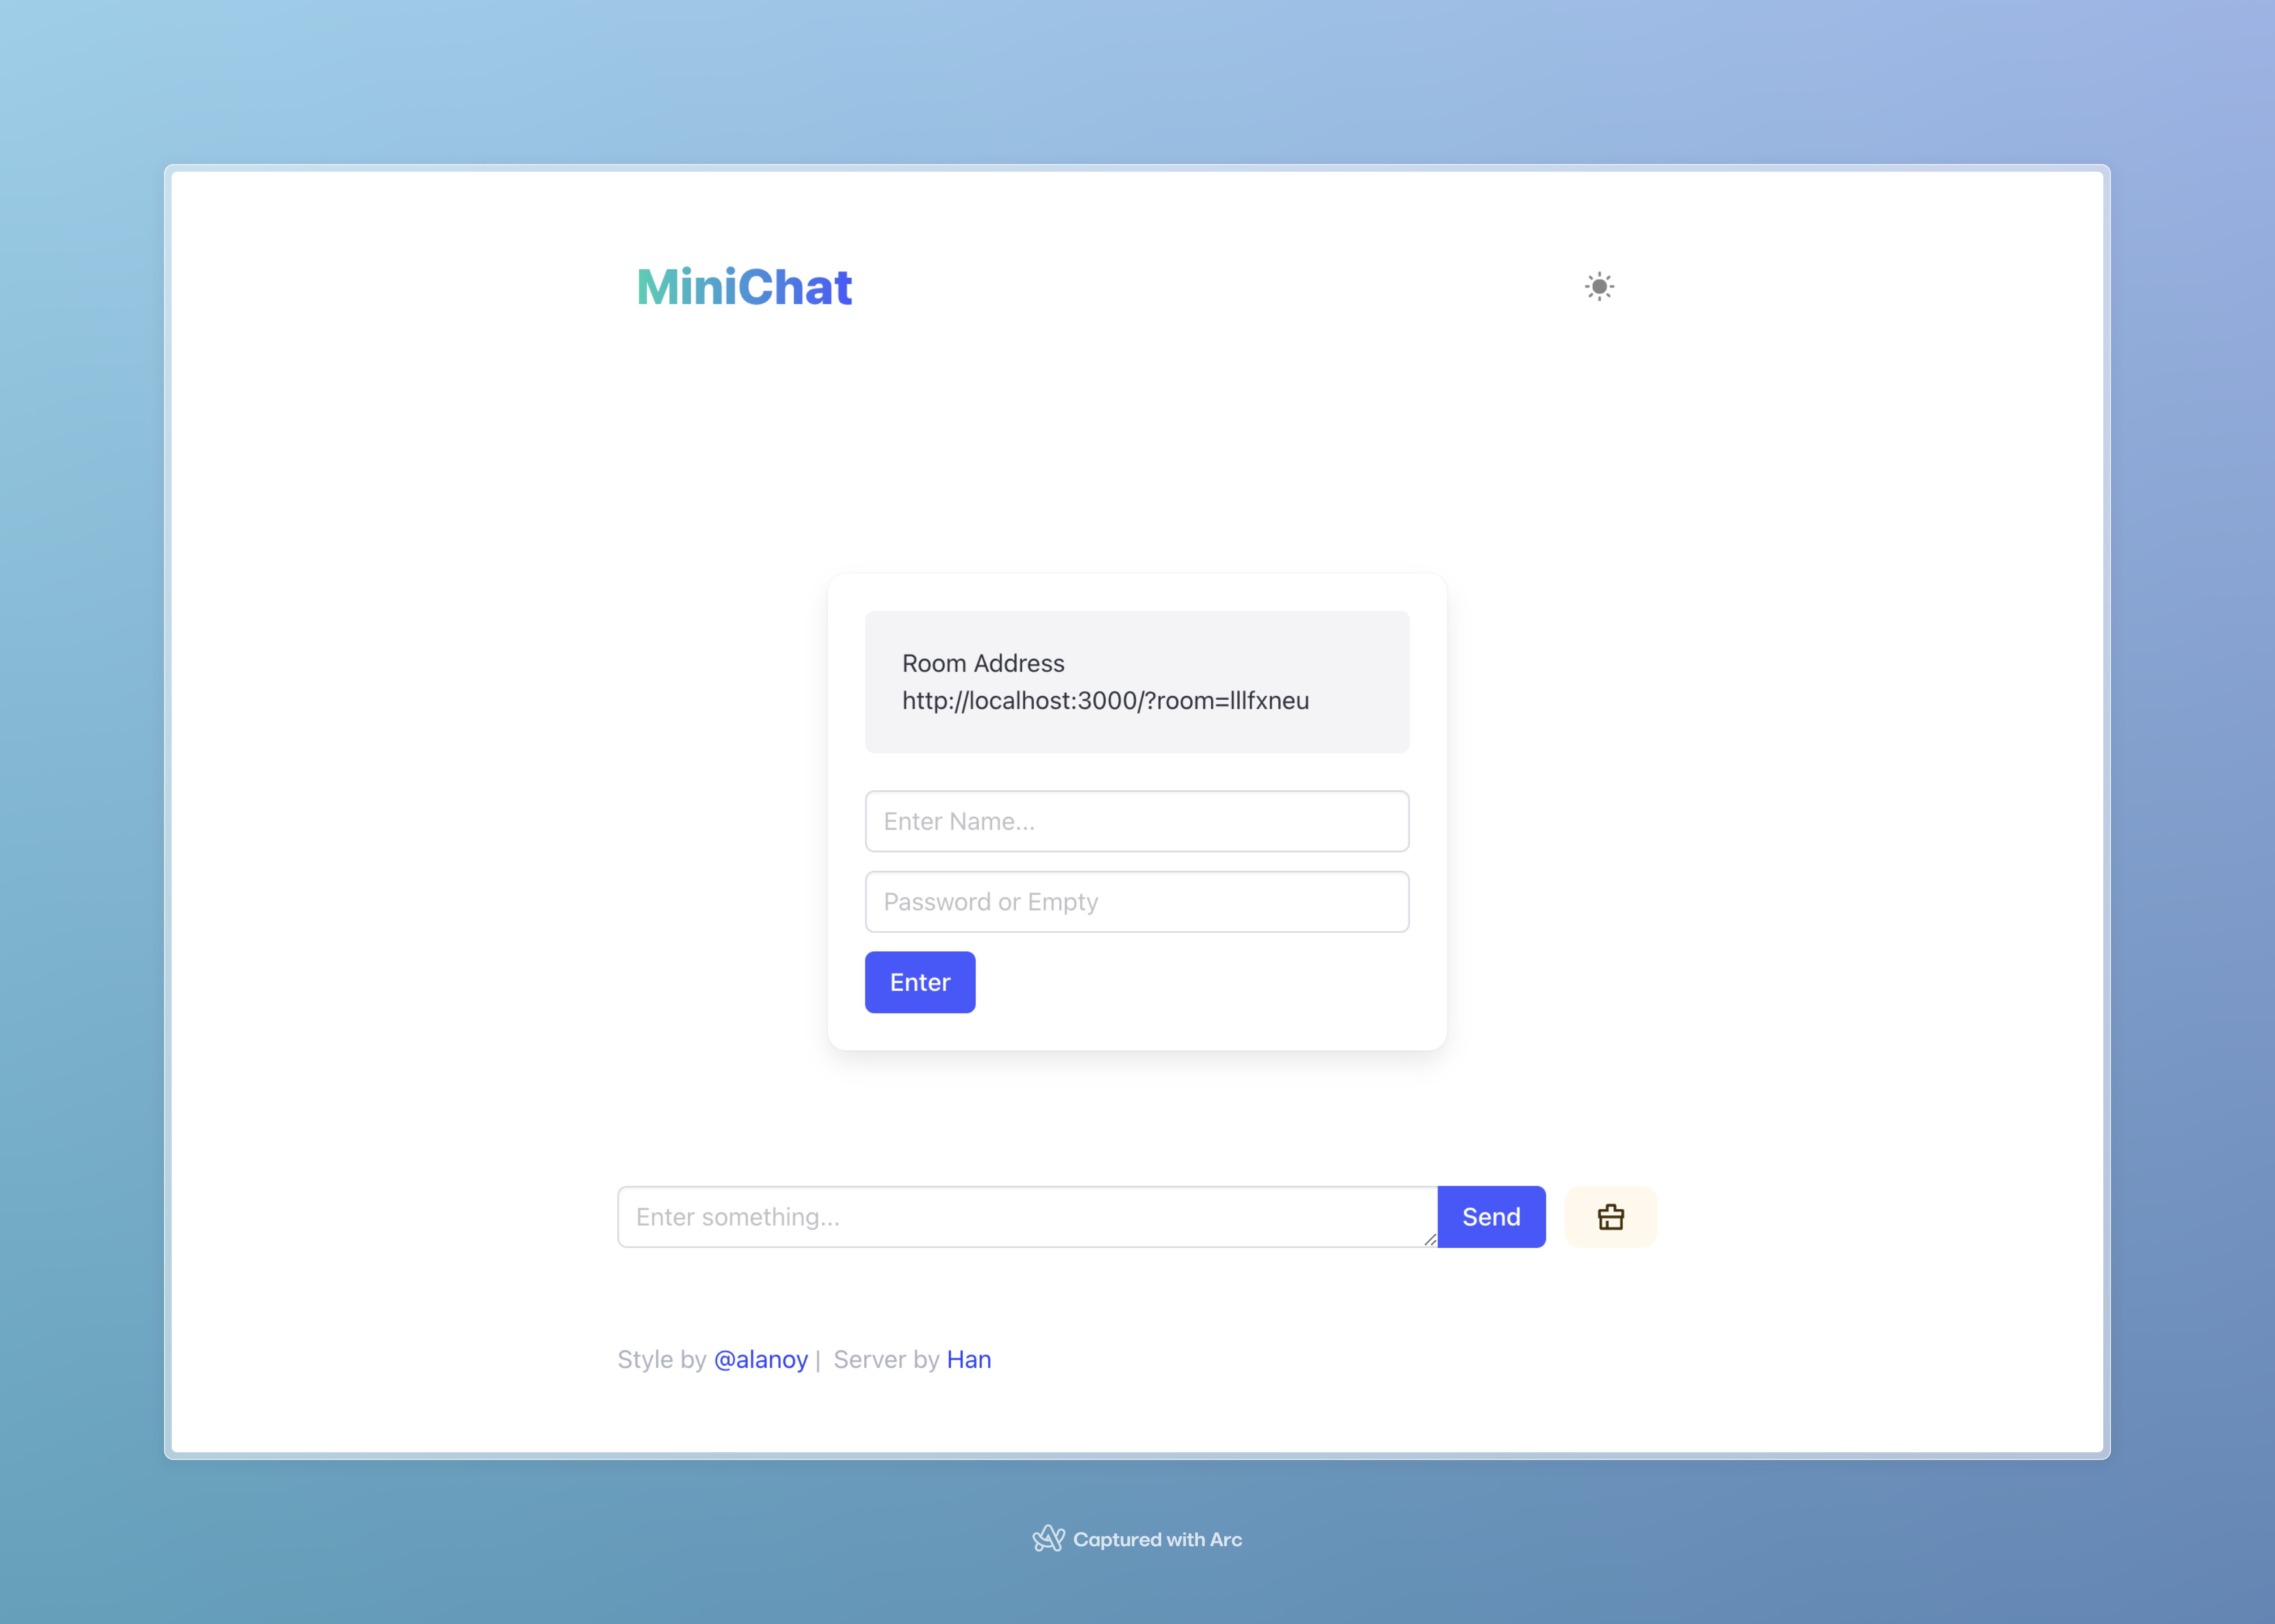 MiniChat
Room Address
http://localhost:3000/?room=lllfxneu
Enter Name...
Password or Empty
Enter
Enter something...
Send
Style by @alanoy | Server by Han
Captured with Arc